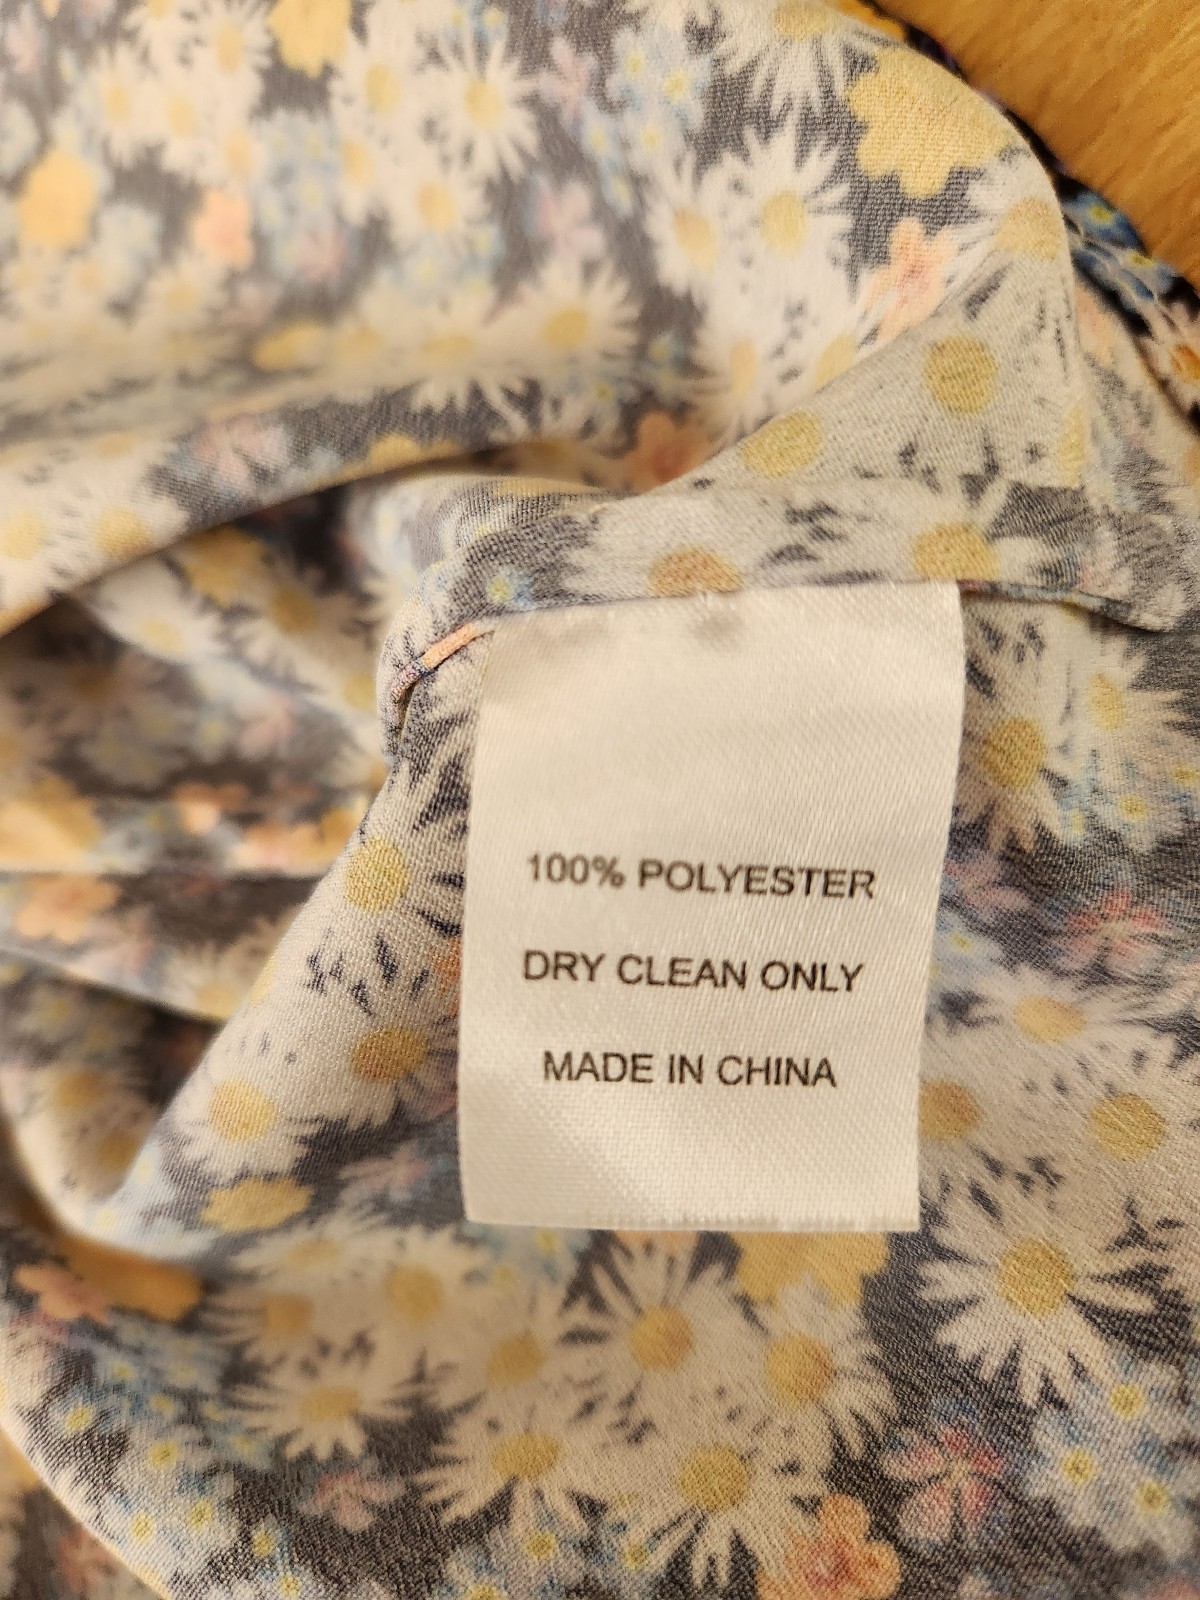 100% POLYESTER
DRY CLEAN ONLY
MADE IN CHINA